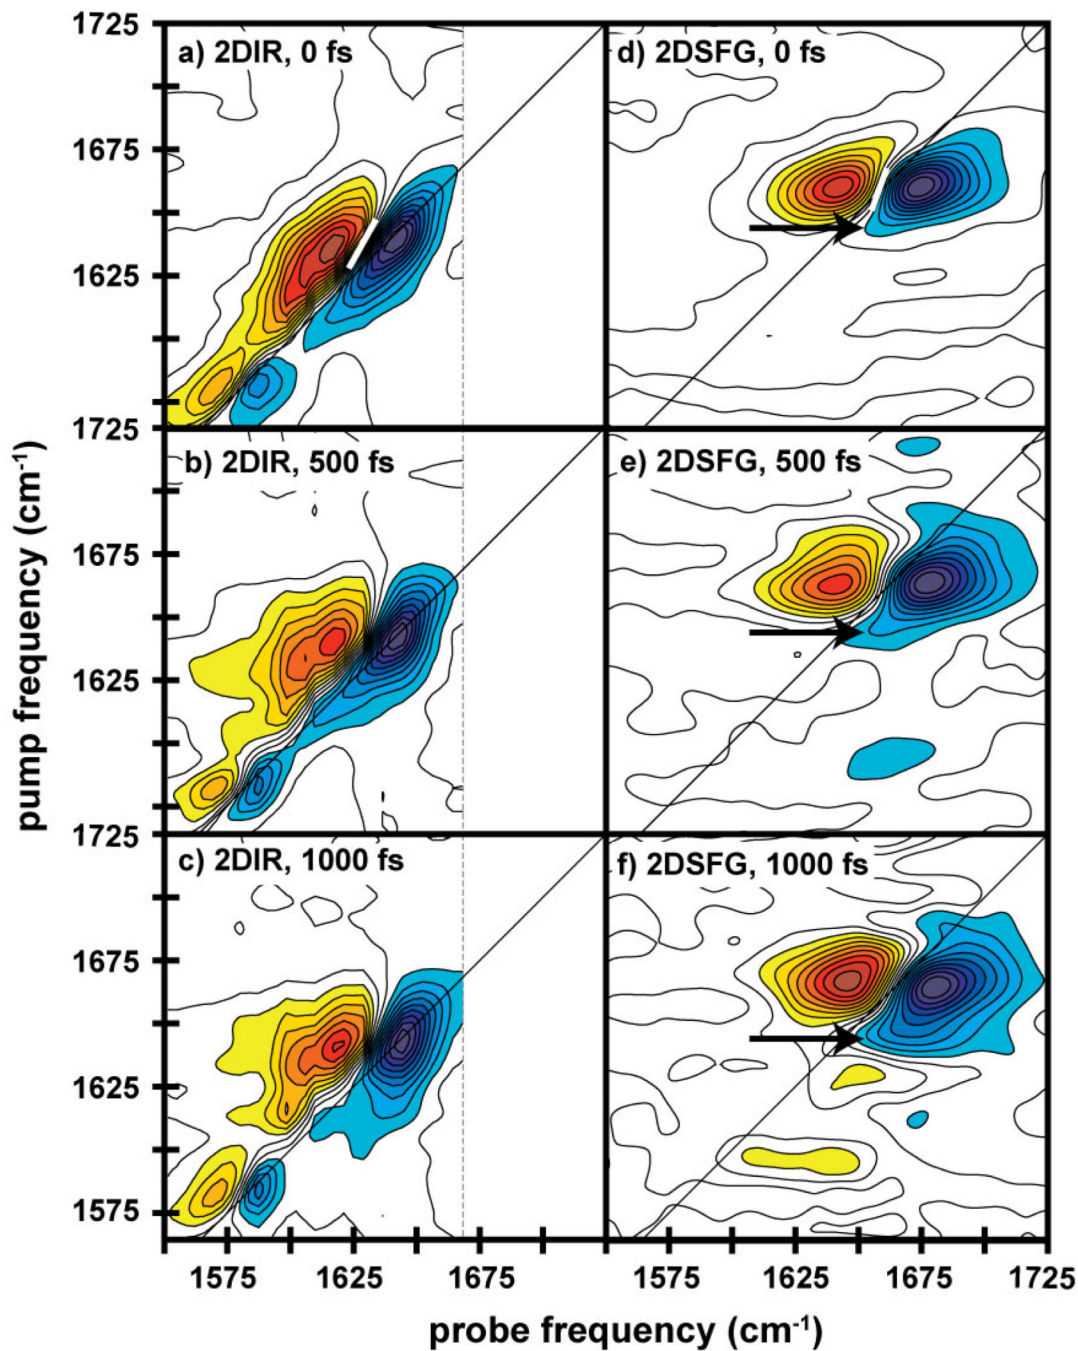 1725
a) 2DIR, 0 fs
d) 2DSFG, 0 fs
1675
1625
1725
b) 2DIR, 500 fs
e) 2DSFG, 500 fs
1675
1625
pump frequency (cm-1)
1725
c) 2DIR, 1000 fs
f) 2DSFG, 1000 fs
1675
1625
1575
1575 1625 1675 1575 1625 1675 1725
probe frequency (cm-1)